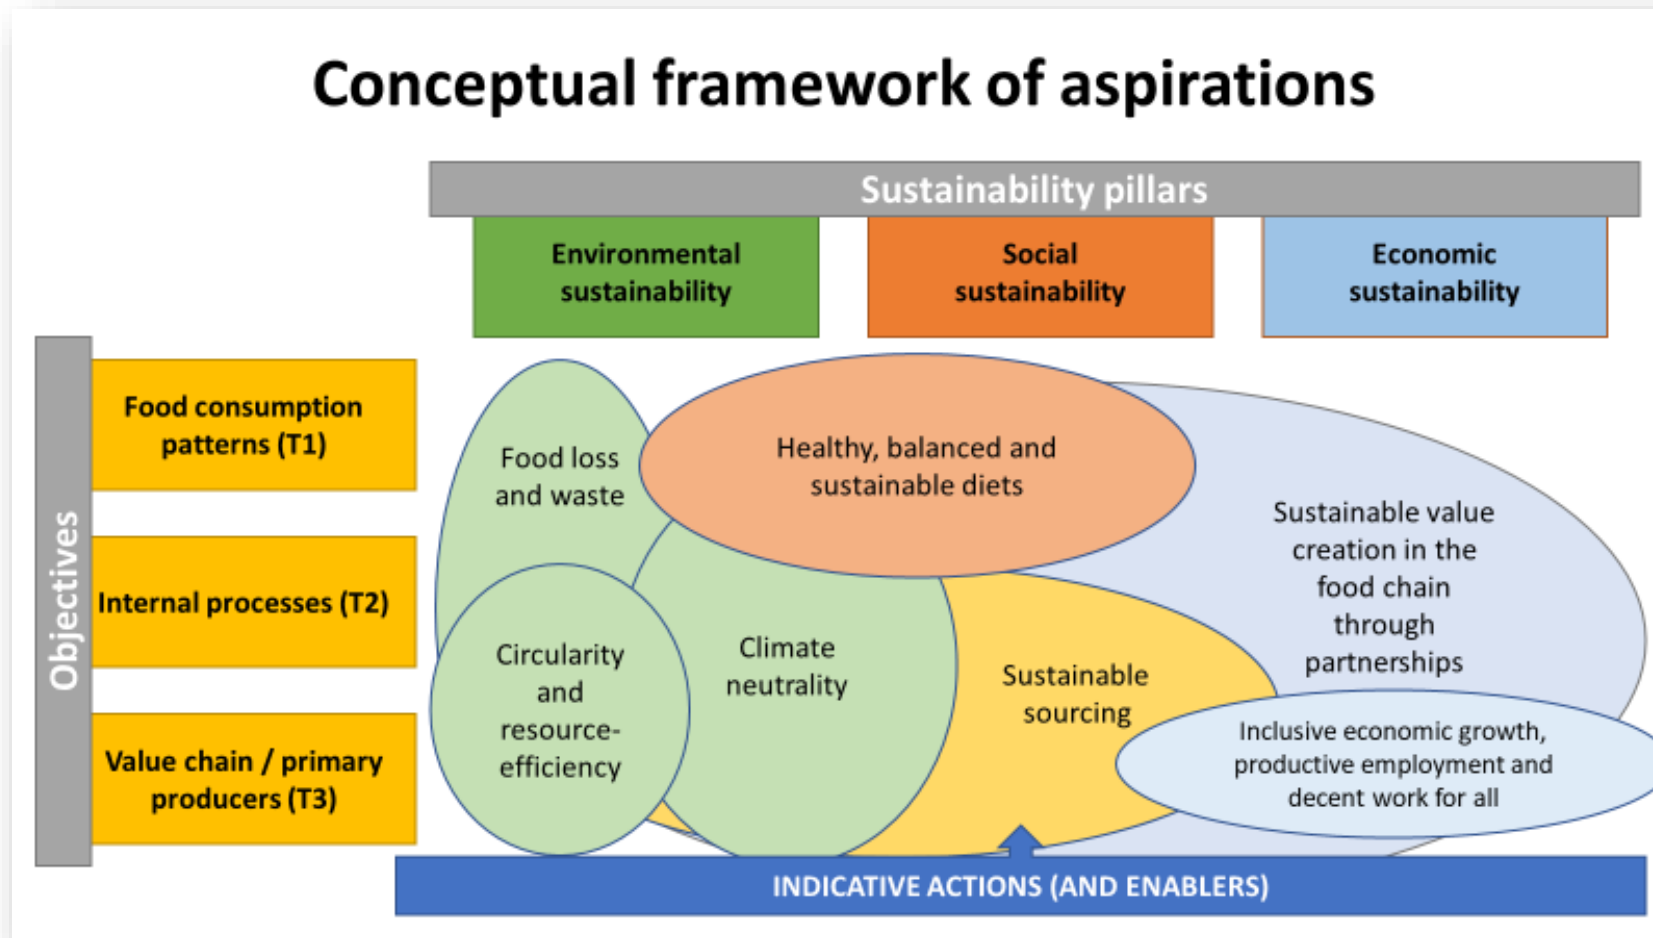 Conceptual framework of aspirations
Sustainability pillars
Environmental
sustainability
Social
sustainability
Economic
sustainability
Objectives
Food consumption
patterns (T1)
Internal processes (T2)
Value chain / primary
producers (T3)
Food loss
and waste
Healthy, balanced and
sustainable diets
Circularity
and
resource-
efficiency
Climate
neutrality
Sustainable
sourcing
Sustainable value
creation in the
food chain
through
partnerships
Inclusive economic growth,
productive employment and
decent work for all
INDICATIVE ACTIONS (AND ENABLERS)